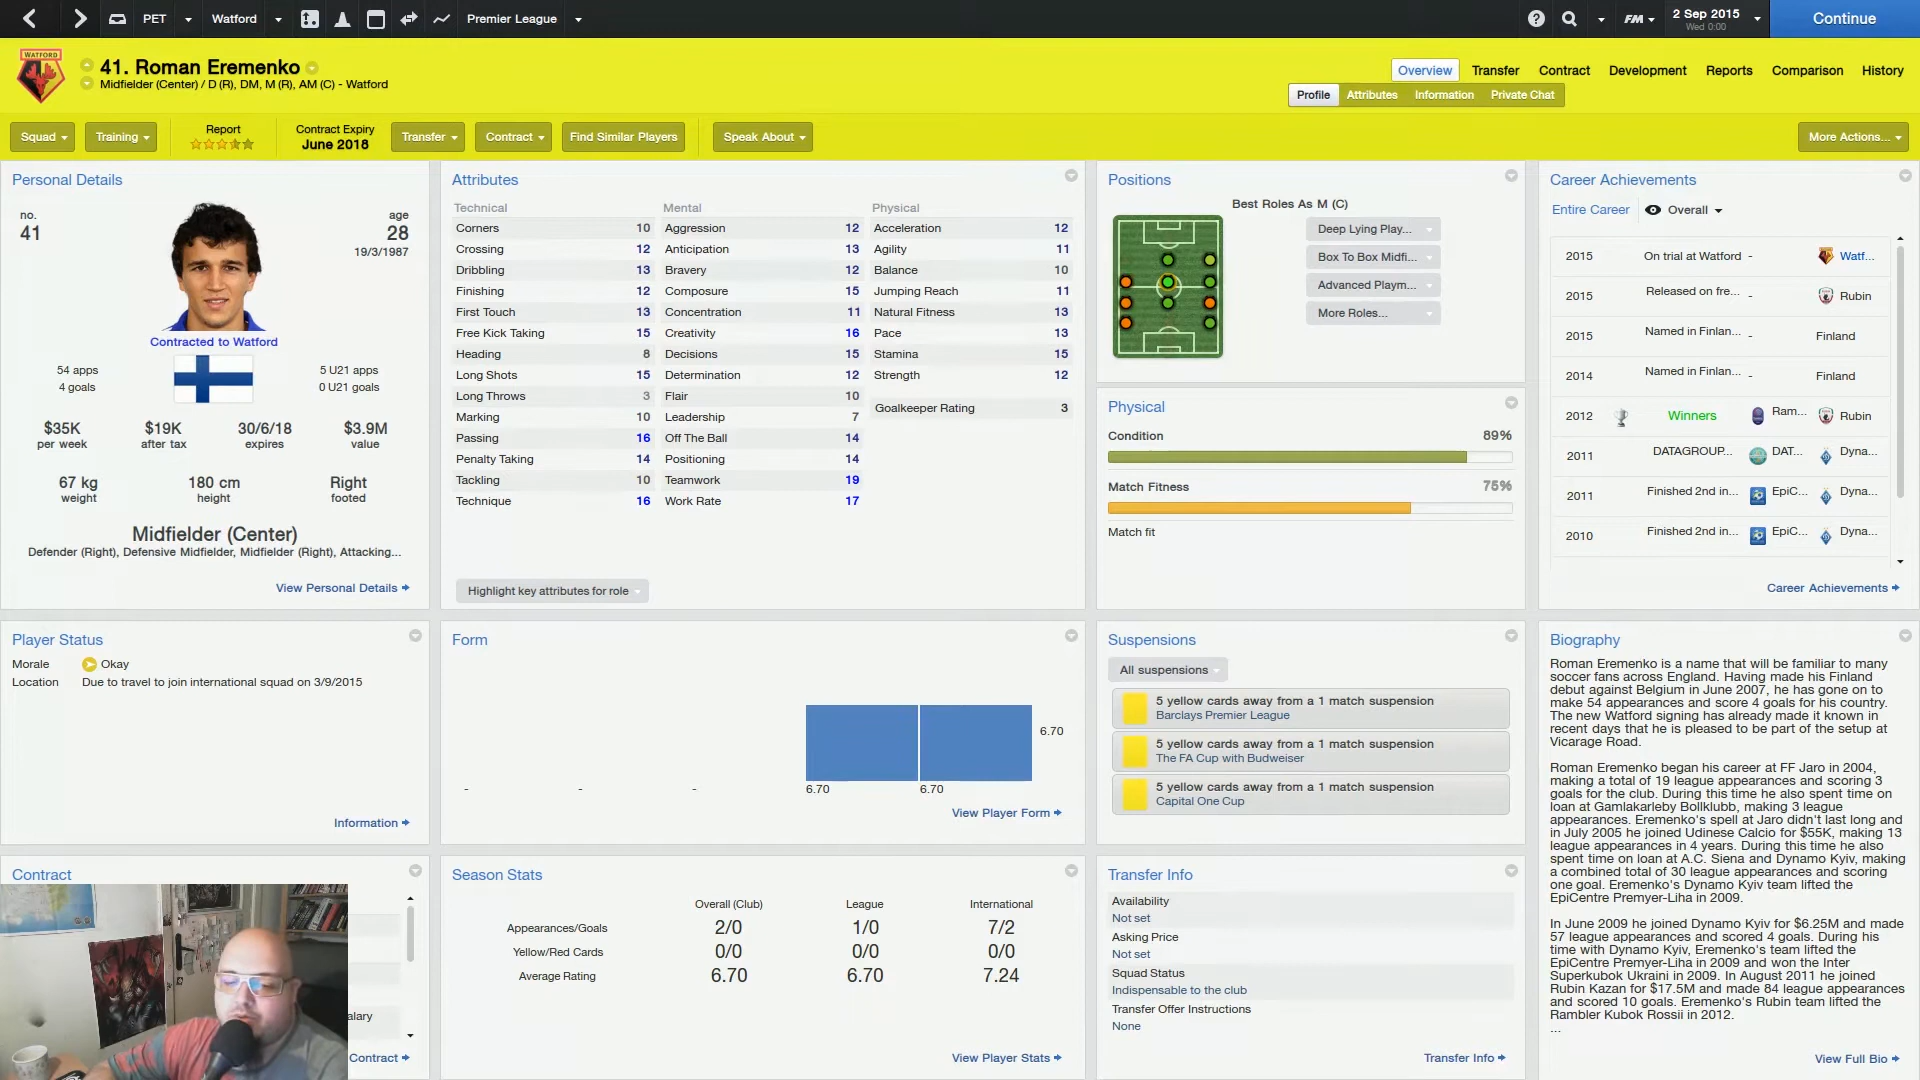 PET Watford Premier League FM 2 Sep 2015 Continue
Wed 0:00
WATFORD
41. Roman Eremenko
Midfielder (Center) / D (R), DM, M (R), AM (C) - Watford
Overview Transfer Contract Development Reports Comparison History
Profile Attributes Information Private Chat
Squad Training Report Contract Expiry June 2018 Transfer Contract Find Similar Players Speak About More Actions...
Personal Details
no.
41
age
28
19/3/1987
Contracted to Watford
54 apps
4 goals
5 U21 apps
0 U21 goals
$35K $19K 30/6/18 $3.9M
per week after tax expires value
67 kg 180 cm Right
weight height footed
Midfielder (Center)
Defender (Right), Defensive Midfielder, Midfielder (Right), Attacking...
View Personal Details
Attributes
Technical Mental Physical
Corners 10 Aggression 12 Acceleration 12
Crossing 12 Anticipation 13 Agility 11
Dribbling 13 Bravery 12 Balance 10
Finishing 12 Composure 15 Jumping Reach 11
First Touch 13 Concentration 11 Natural Fitness 13
Free Kick Taking 15 Creativity 16 Pace 13
Heading 8 Decisions 15 Stamina 15
Long Shots 15 Determination 12 Strength 12
Long Throws 3 Flair 10
Marking 10 Leadership 7 Goalkeeper Rating 3
Passing 16 Off The Ball 14
Penalty Taking 14 Positioning 14
Tackling 10 Teamwork 19
Technique 16 Work Rate 17
Highlight key attributes for role
Positions
Best Roles As M (C)
Deep Lying Play...
Box To Box Midfi...
Advanced Playm...
More Roles...
Physical
Condition 89%
Match Fitness 75%
Match fit
Career Achievements
Entire Career Overall
2015 On trial at Watford - Watf...
2015 Released on fre... - Rubin
2015 Named in Finlan... - Finland
2014 Named in Finlan... - Finland
2012 Winners Ram... Rubin
2011 DATAGROUP... DAT... Dyna...
2011 Finished 2nd in... EpiC... Dyna...
2010 Finished 2nd in... EpiC... Dyna...
Career Achievements
Player Status
Morale Okay
Location Due to travel to join international squad on 3/9/2015
Information
Form
6.70
- - - 6.70 6.70
View Player Form
Suspensions
All suspensions
5 yellow cards away from a 1 match suspension
Barclays Premier League
5 yellow cards away from a 1 match suspension
The FA Cup with Budweiser
5 yellow cards away from a 1 match suspension
Capital One Cup
Biography
Roman Eremenko is a name that will be familiar to many
soccer fans across England. Having made his Finland
debut against Belgium in June 2007, he has gone on to
make 54 appearances and score 4 goals for his country.
The new Watford signing has already made it known in
recent days that he is pleased to be part of the setup at
Vicarage Road.
Roman Eremenko began his career at FF Jaro in 2004,
making a total of 19 league appearances and scoring 3
goals for the club. During this time he also spent time on
loan at Gamlakarleby Bollklubb, making 3 league
appearances. Eremenko's spell at Jaro didn't last long and
in July 2005 he joined Udinese Calcio for $55K, making 13
league appearances in 4 years. During this time he also
spent time on loan at A.C. Siena and Dynamo Kyiv, making
a combined total of 30 league appearances and scoring
one goal. Eremenko's Dynamo Kyiv team lifted the
EpiCentre Premyer-Liha in 2009.
In June 2009 he joined Dynamo Kyiv for $6.25M and made
57 league appearances and scored 4 goals. During his
time with Dynamo Kyiv, Eremenko's team lifted the
EpiCentre Premyer-Liha in 2009 and won the Inter
Superkubok Ukraini in 2009. In August 2011 he joined
Rubin Kazan for $17.5M and made 84 league appearances
and scored 10 goals. Eremenko's Rubin team lifted the
Rambler Kubok Rossii in 2012.
...
View Full Bio
Contract
alary
Contract
Season Stats
Overall (Club) League International
Appearances/Goals 2/0 1/0 7/2
Yellow/Red Cards 0/0 0/0 0/0
Average Rating 6.70 6.70 7.24
View Player Stats
Transfer Info
Availability
Not set
Asking Price
Not set
Squad Status
Indispensable to the club
Transfer Offer Instructions
None
Transfer Info